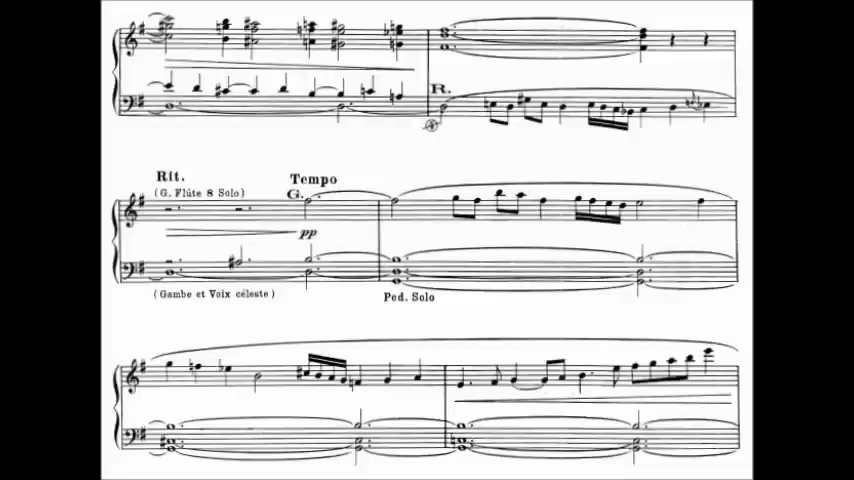 R.
Rit.
(G. Flûte 8 Solo)
Tempo
G.
pp
(Gambe et Voix céleste)
Ped. Solo